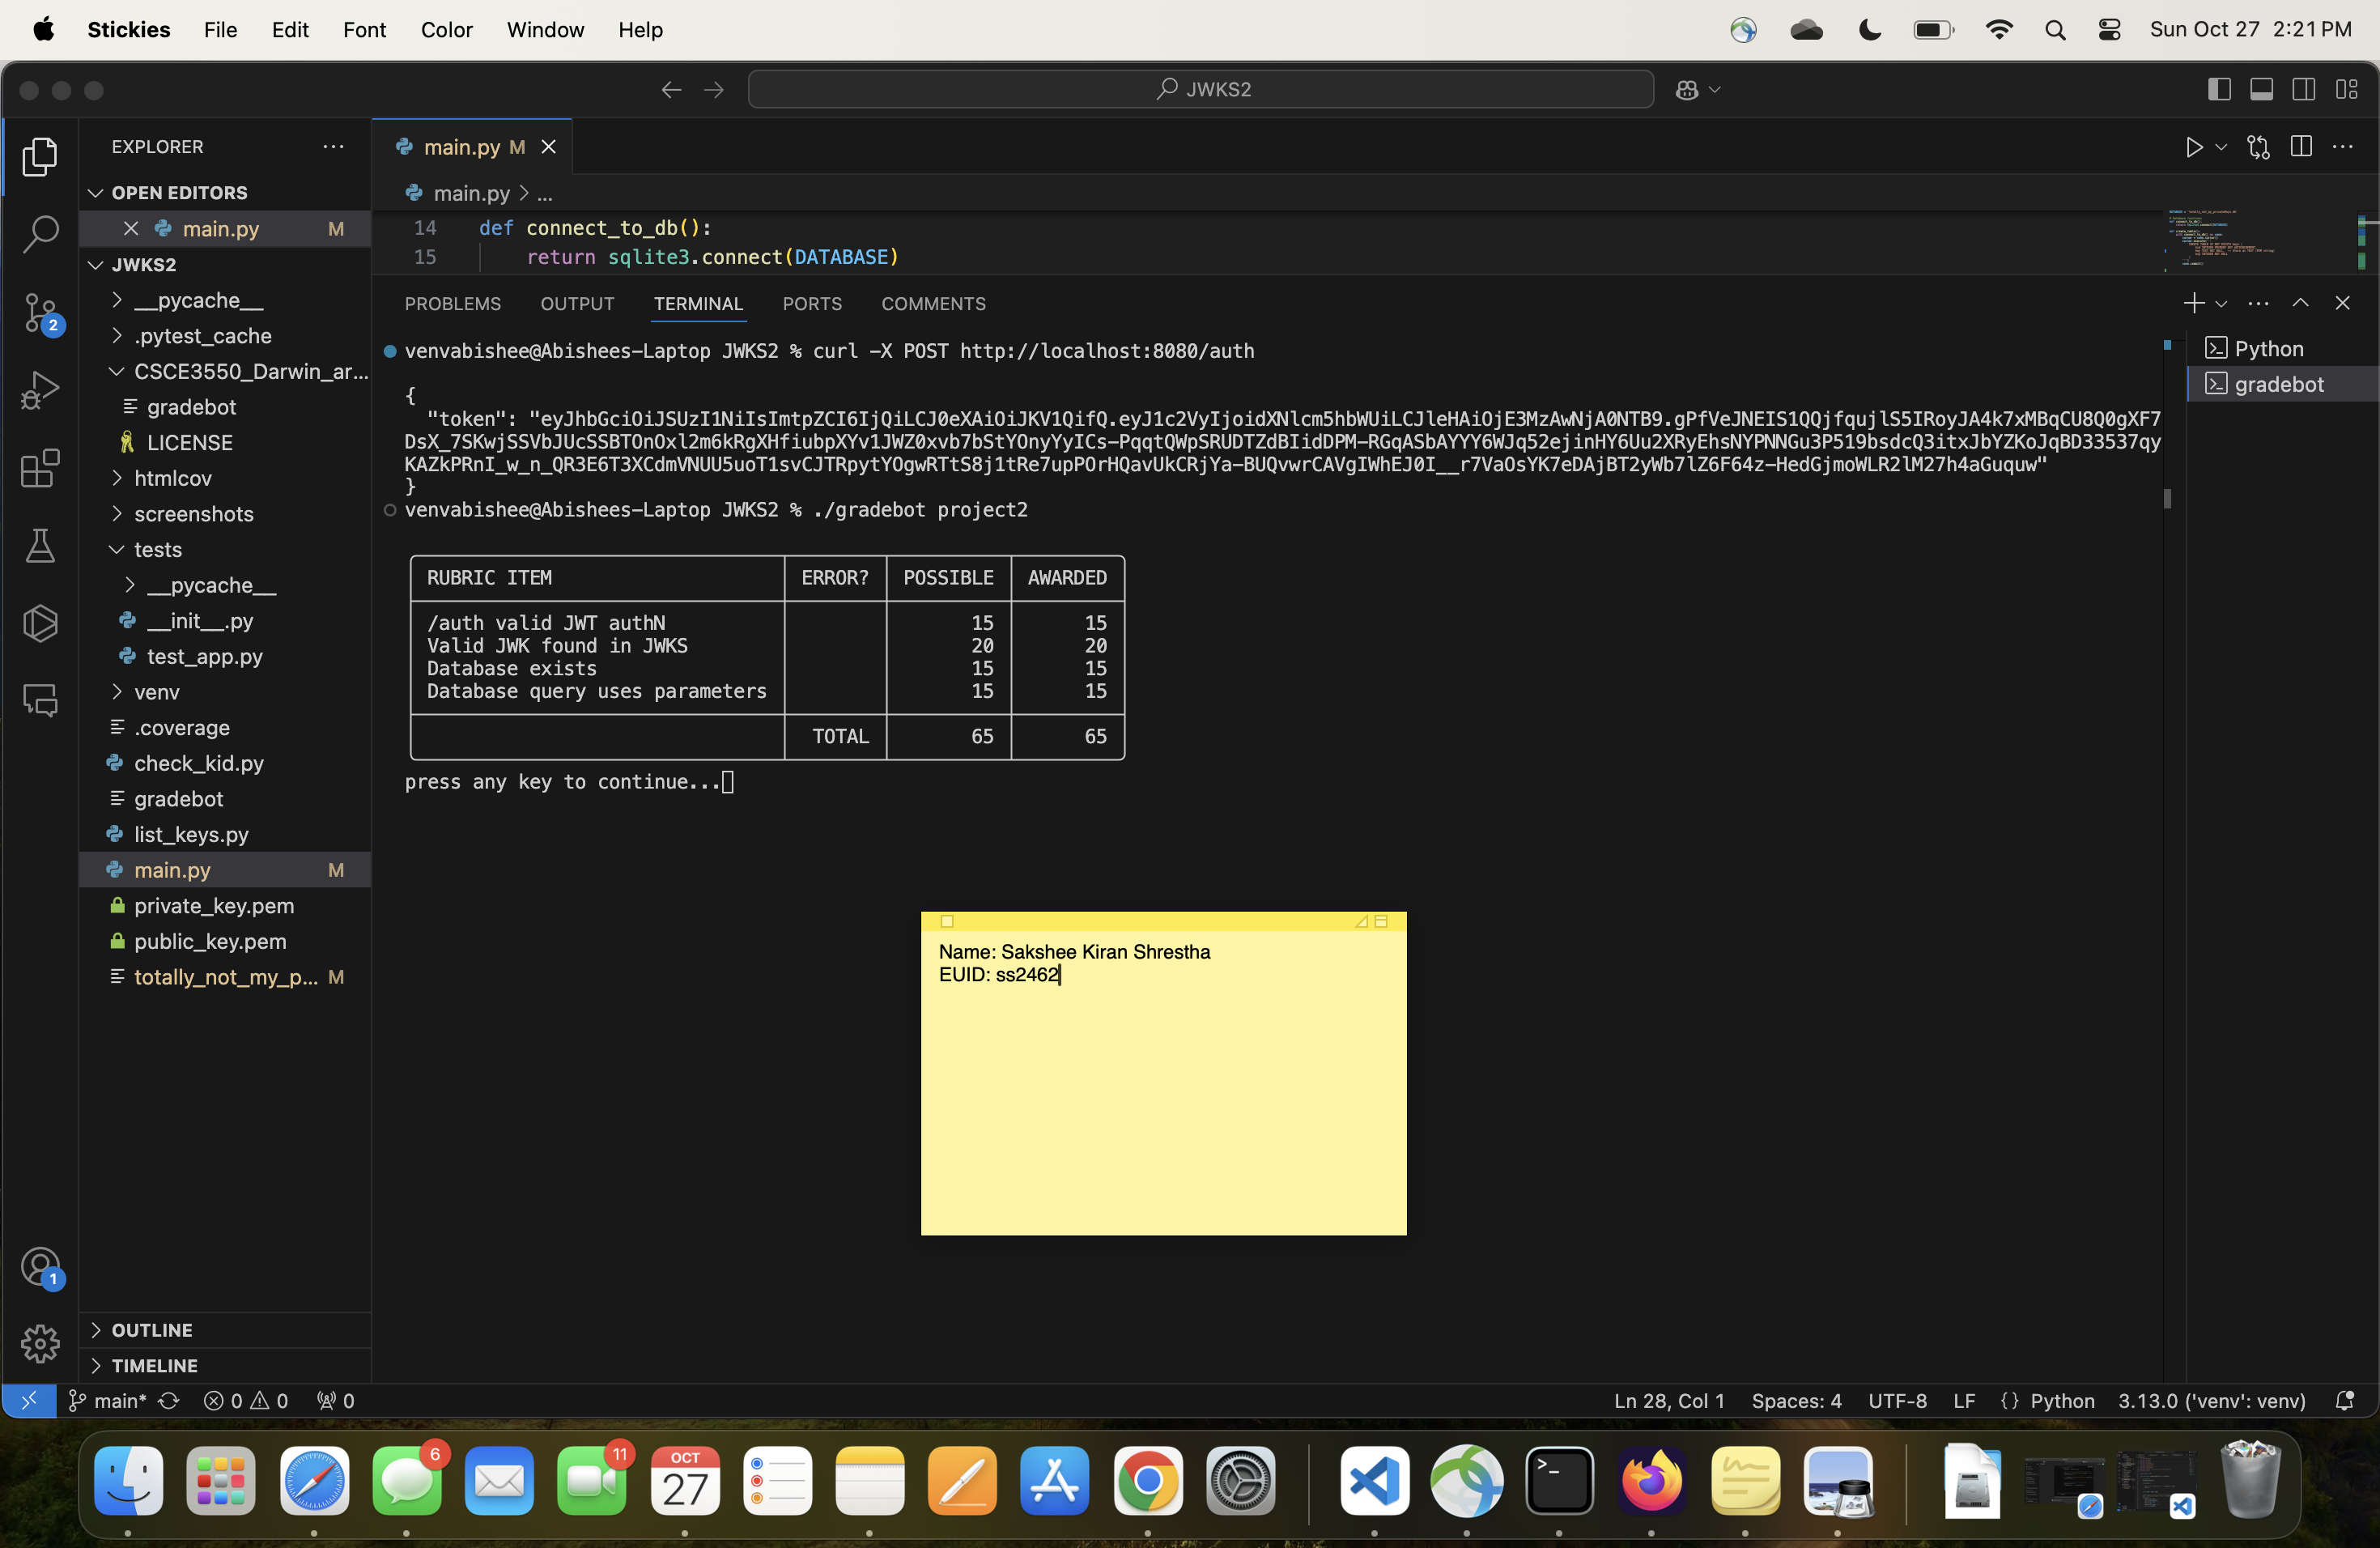 Stickies File Edit Font Color Window Help Sun Oct 27 2:21 PM
JWKS2
EXPLORER
OPEN EDITORS
main.py M
JWKS2
__pycache__
.pytest_cache
CSCE3550_Darwin_ar...
gradebot
LICENSE
htmlcov
screenshots
tests
__pycache__
__init__.py
test_app.py
venv
.coverage
check_kid.py
gradebot
list_keys.py
main.py M
private_key.pem
public_key.pem
totally_not_my_p... M
OUTLINE
TIMELINE
2
1
main.py M
main.py > ...
14 def connect_to_db():
15 return sqlite3.connect(DATABASE)
PROBLEMS OUTPUT TERMINAL PORTS COMMENTS
Python
gradebot
venvabishee@Abishees-Laptop JWKS2 % curl -X POST http://localhost:8080/auth
{
"token": "eyJhbGciOiJSUzI1NiIsImtpZCI6IjQiLCJ0eXAiOiJKV1QifQ.eyJ1c2VyIjoidXNlcm5hbWUiLCJleHAiOjE3MzAwNjA0NTB9.gPfVeJNEIS1QQjfqujlS5IRoyJA4k7xMBqCU8Q0gXF7
DsX_7SKwjSSVbJUcSSBTOnOxl2m6kRgXHfiubpXYv1JWZ0xvb7bStYOnyYyICs-PqqtQWpSRUDTZdBIidDPM-RGqASbAYYY6WJq52ejinHY6Uu2XRyEhsNYPNNGu3P519bsdcQ3itxJbYZKoJqBD33537qy
KAZkPRnI_w_n_QR3E6T3XCdmVNUU5uoT1svCJTRpytYOgwRTtS8j1tRe7upPOrHQavUkCRjYa-BUQvwrCAVgIWhEJ0I__r7VaOsYK7eDAjBT2yWb7lZ6F64z-HedGjmoWLR2lM27h4aGuquw"
}
venvabishee@Abishees-Laptop JWKS2 % ./gradebot project2
RUBRIC ITEM ERROR? POSSIBLE AWARDED
/auth valid JWT authN 15 15
Valid JWK found in JWKS 20 20
Database exists 15 15
Database query uses parameters 15 15
TOTAL 65 65
press any key to continue...
Name: Sakshee Kiran Shrestha
EUID: ss2462
main* 0 0 0 Ln 28, Col 1 Spaces: 4 UTF-8 LF {} Python 3.13.0 ('venv': venv)
6
11
OCT
27